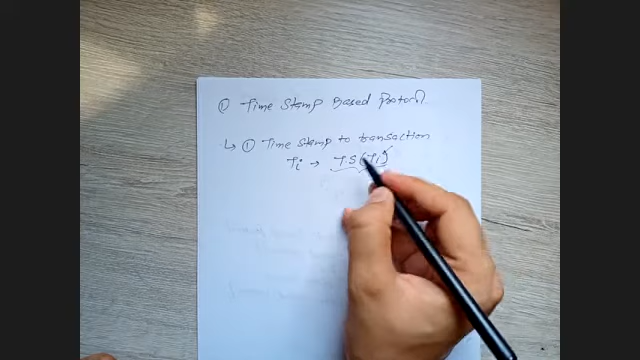 ① Time Stamp Based Protocol
↳ ① Time stamp to transaction
Ti → TS(Ti)